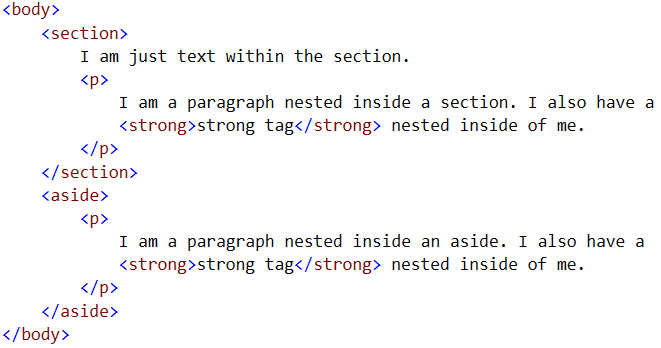 <body>
    <section>
        I am just text within the section.
        <p>
            I am a paragraph nested inside a section. I also have a
            <strong>strong tag</strong> nested inside of me.
        </p>
    </section>
    <aside>
        <p>
            I am a paragraph nested inside an aside. I also have a
            <strong>strong tag</strong> nested inside of me.
        </p>
    </aside>
</body>